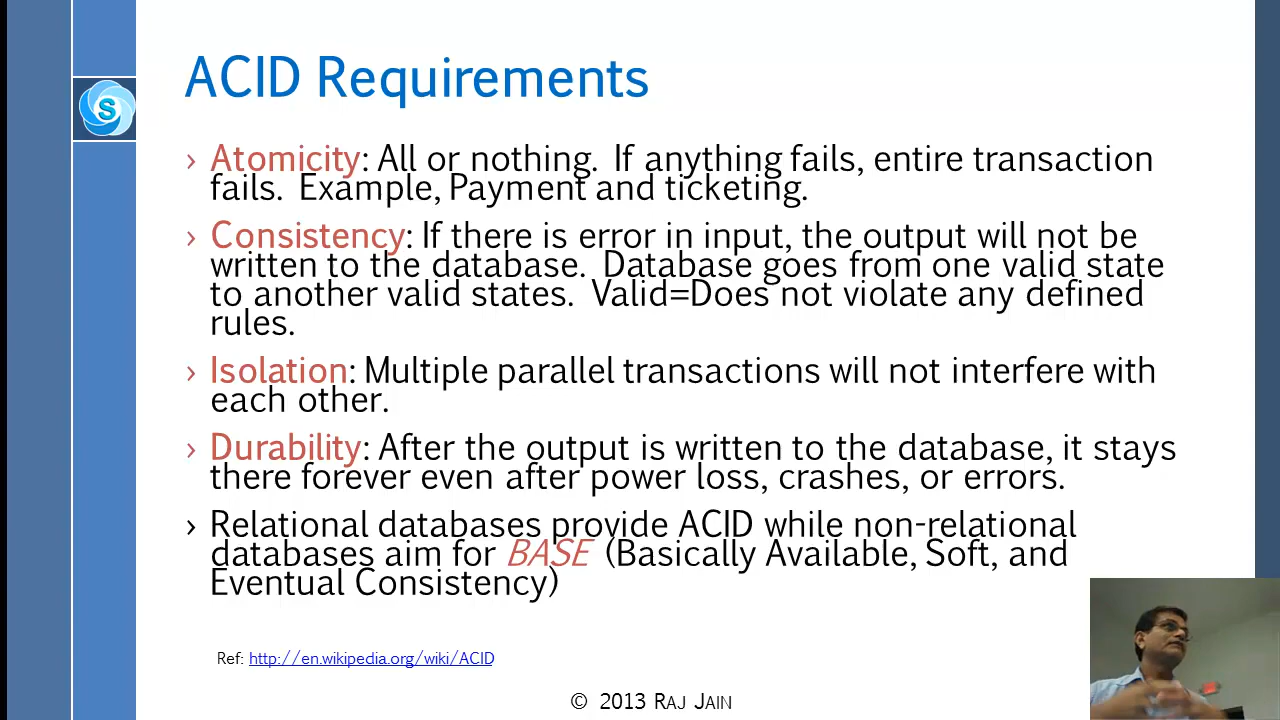 ACID Requirements
S
› Atomicity: All or nothing. If anything fails, entire transaction
fails. Example, Payment and ticketing.
› Consistency: If there is error in input, the output will not be
written to the database. Database goes from one valid state
to another valid states. Valid=Does not violate any defined
rules.
› Isolation: Multiple parallel transactions will not interfere with
each other.
› Durability: After the output is written to the database, it stays
there forever even after power loss, crashes, or errors.
› Relational databases provide ACID while non-relational
databases aim for BASE (Basically Available, Soft, and
Eventual Consistency)
Ref: http://en.wikipedia.org/wiki/ACID
© 2013 RAJ JAIN